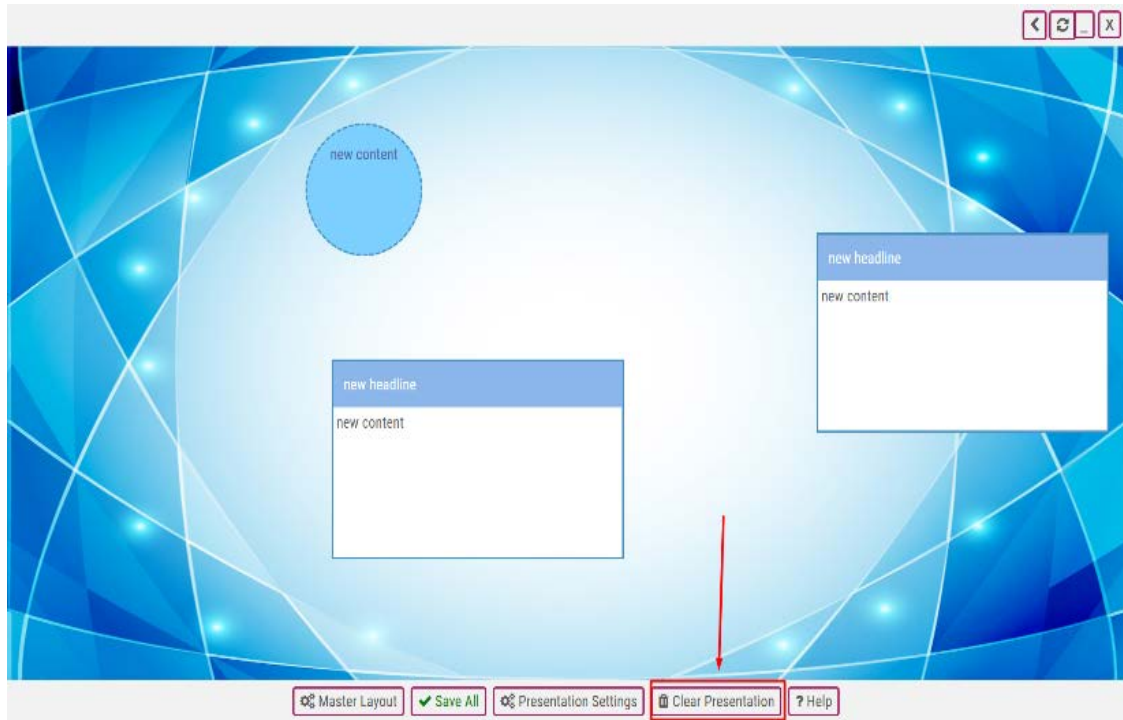 X
new content
new headline
new content
new headline
new content
Master Layout
Save All
Presentation Settings
Clear Presentation
? Help